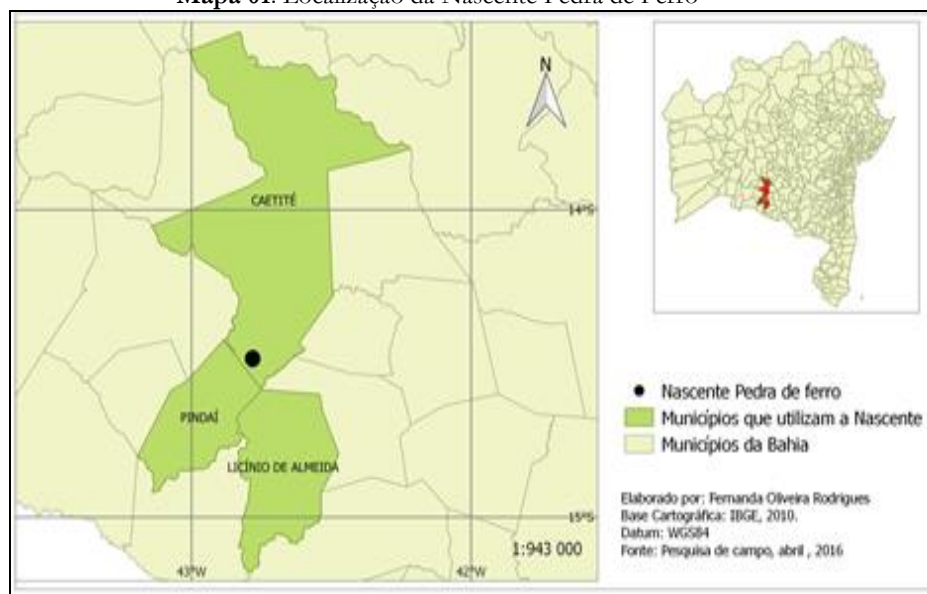 Mapa 01. Localização da Nascente Pedra de Ferro
N
CAETITÉ
14°S
PINDAÍ
LICÍNIO DE ALMEIDA
15°S
1:943 000
43°W
42°W
Nascente Pedra de ferro
Municípios que utilizam a Nascente
Municípios da Bahia
Elaborado por: Fernanda Oliveira Rodrigues
Base Cartográfica: IBGE, 2010.
Datum: WGS84
Fonte: Pesquisa de campo, abril , 2016